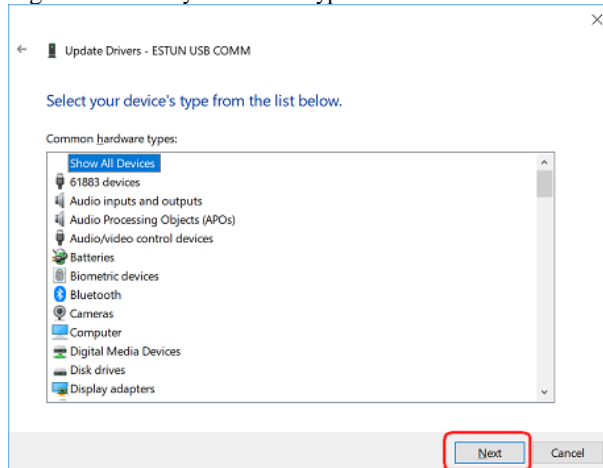 Update Drivers - ESTUN USB COMM
Select your device's type from the list below.
Common hardware types:
Show All Devices
61883 devices
Audio inputs and outputs
Audio Processing Objects (APOs)
Audio/video control devices
Batteries
Biometric devices
Bluetooth
Cameras
Computer
Digital Media Devices
Disk drives
Display adapters
Next
Cancel